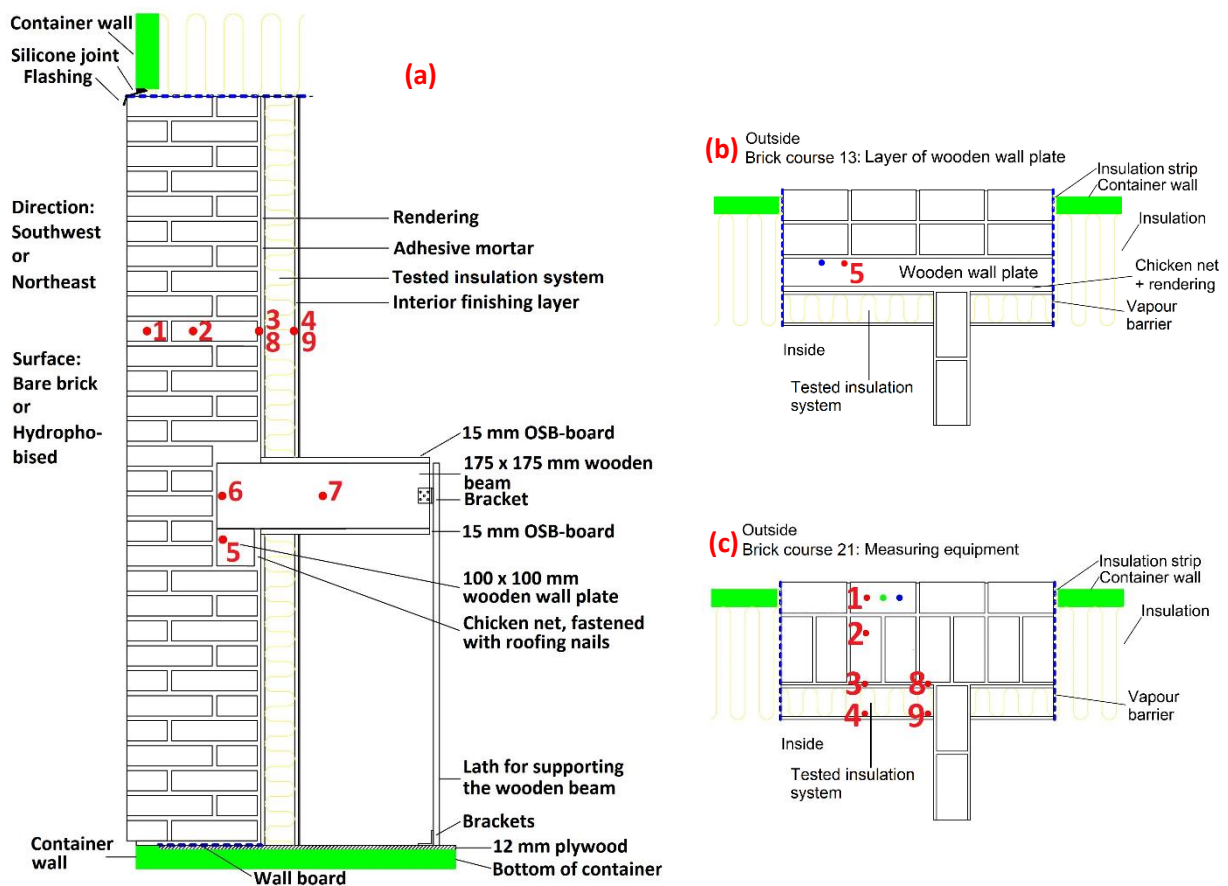 Container wall
Silicone joint
Flashing
(a)
Direction:
Southwest
or
Northeast
Surface:
Bare brick
or
Hydropho-
bised
Rendering
Adhesive mortar
Tested insulation system
Interior finishing layer
1
2
3
8
4
9
15 mm OSB-board
175 x 175 mm wooden
beam
Bracket
15 mm OSB-board
6
7
5
100 x 100 mm
wooden wall plate
Chicken net, fastened
with roofing nails
Lath for supporting
the wooden beam
Brackets
12 mm plywood
Bottom of container
Container
wall
Wall board
(b)
Outside
Brick course 13: Layer of wooden wall plate
Insulation strip
Container wall
Insulation
5
Wooden wall plate
Chicken net
+ rendering
Vapour
barrier
Inside
Tested insulation
system
(c)
Outside
Brick course 21: Measuring equipment
Insulation strip
Container wall
Insulation
1
2
3
8
4
9
Vapour
barrier
Inside
Tested insulation
system